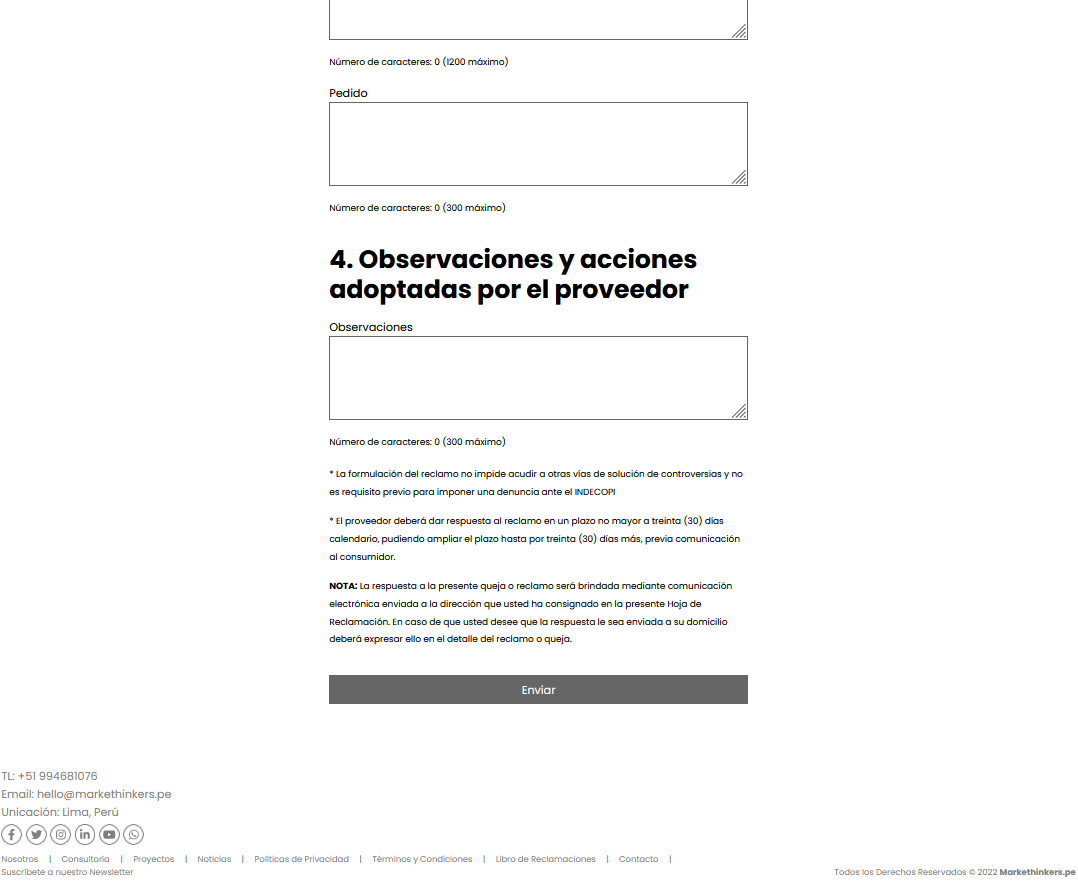 Número de caracteres: 0 (1200 máximo)
Pedido
Número de caracteres: 0 (300 máximo)
4. Observaciones y acciones
adoptadas por el proveedor
Observaciones
Número de caracteres: 0 (300 máximo)
* La formulación del reclamo no impide acudir a otras vías de solución de controversias y no
es requisito previo para imponer una denuncia ante el INDECOPI
* El proveedor deberá dar respuesta al reclamo en un plazo no mayor a treinta (30) días
calendario, pudiendo ampliar el plazo hasta por treinta (30) días más, previa comunicación
al consumidor.
NOTA: La respuesta a la presente queja o reclamo será brindada mediante comunicación
electrónica enviada a la dirección que usted ha consignado en la presente Hoja de
Reclamación. En caso de que usted desee que la respuesta le sea enviada a su domicilio
deberá expresar ello en el detalle del reclamo o queja.
Enviar
TL: +51 994681076
Email: hello@markethinkers.pe
Unicación: Lima, Perú
Nosotros | Consultoría | Proyectos | Noticias | Políticas de Privacidad | Términos y Condiciones | Libro de Reclamaciones | Contacto |
Suscríbete a nuestro Newsletter
Todos los Derechos Reservados © 2022 Markethinkers.pe